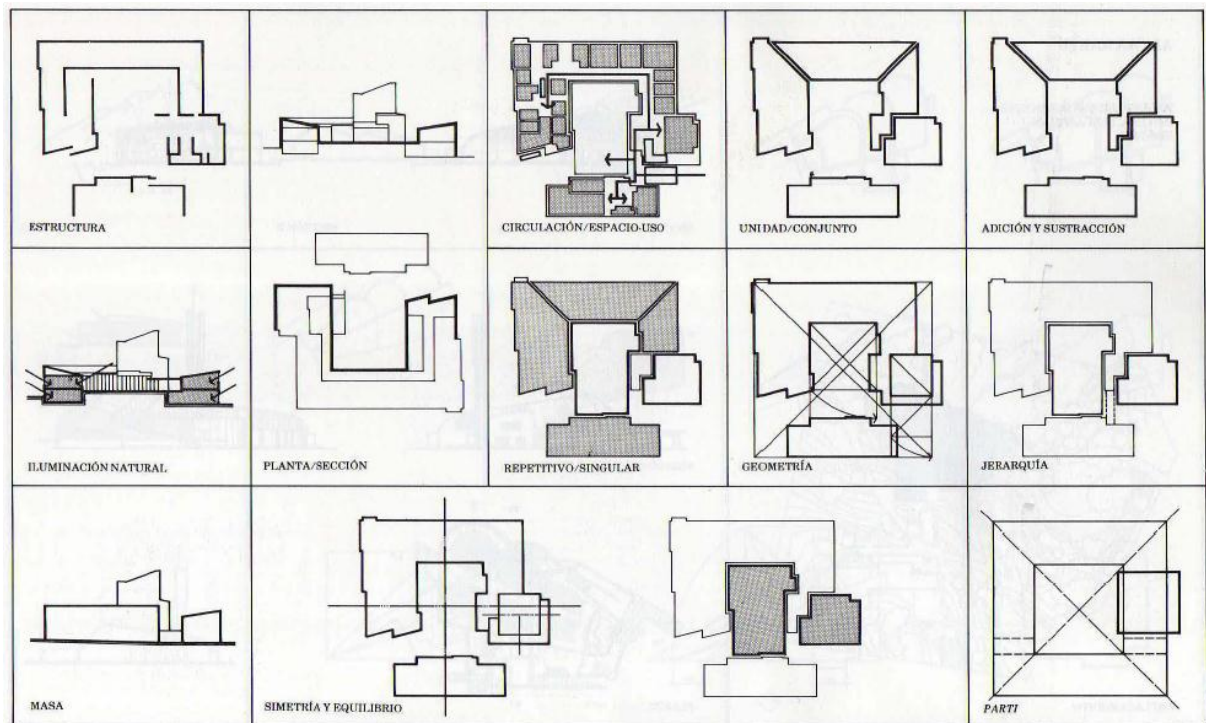 ESTRUCTURA
CIRCULACIÓN/ESPACIO-USO
UNIDAD/CONJUNTO
ADICIÓN Y SUSTRACCIÓN
ILUMINACIÓN NATURAL
PLANTA/SECCIÓN
REPETITIVO/SINGULAR
GEOMETRÍA
JERARQUÍA
MASA
SIMETRÍA Y EQUILIBRIO
PARTI